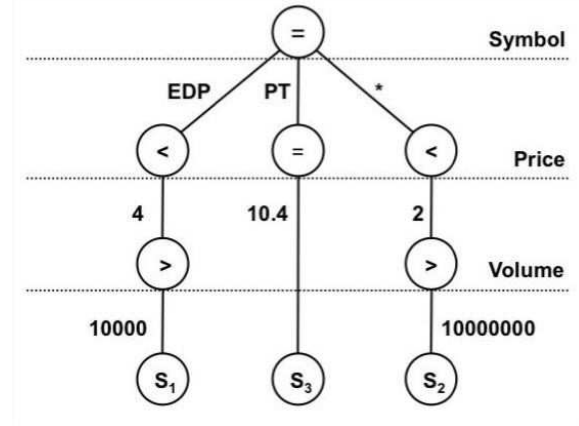 =
Symbol
EDP PT *
< = <
Price
4 10.4 2
> >
Volume
10000 10000000
S₁ S₃ S₂